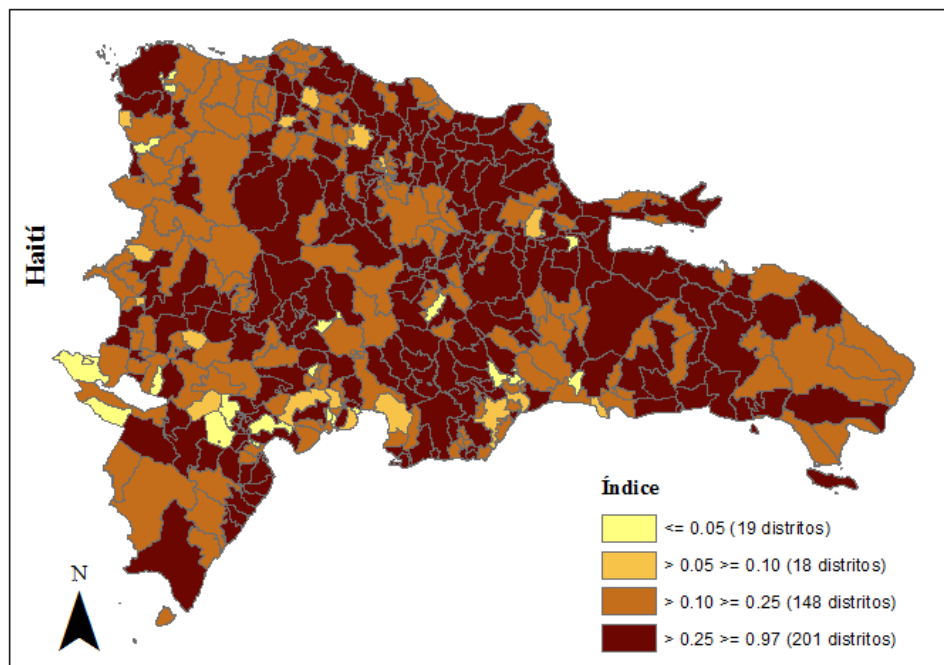 Haití
Índice
<= 0.05 (19 distritos)
> 0.05 >= 0.10 (18 distritos)
> 0.10 >= 0.25 (148 distritos)
> 0.25 >= 0.97 (201 distritos)
N